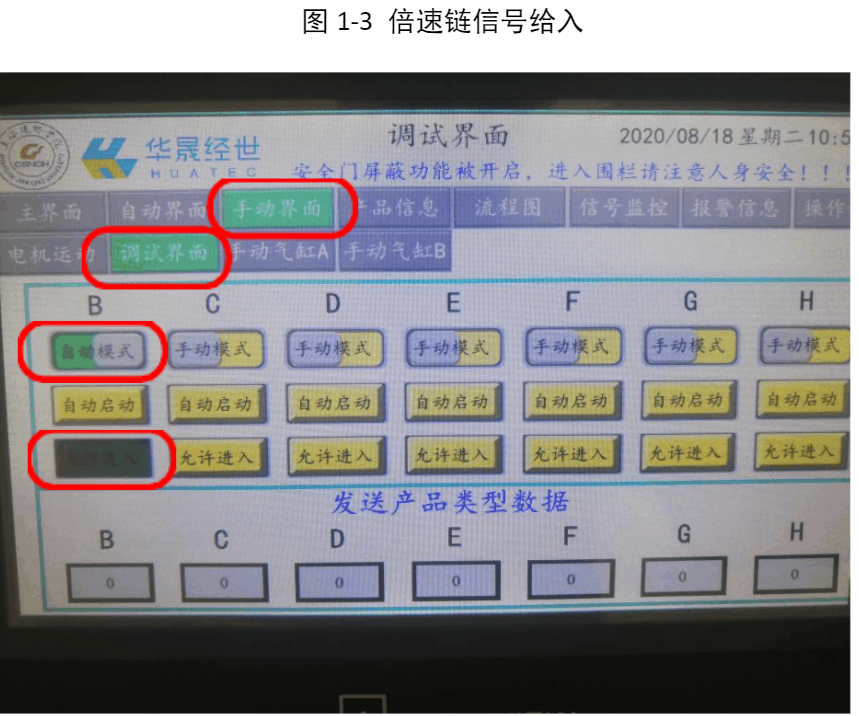 图 1-3 倍速链信号给入
调试界面
2020/08/18 星期二 10:5
华晟经世
HUATEC
安全门屏蔽功能被开启，进入围栏请注意人身安全！！！
主界面 自动界面 手动界面 产品信息 流程图 信号监控 报警信息 操作
电机运动 调试界面 手动气缸A 手动气缸B
B C D E F G H
自动模式 手动模式 手动模式 手动模式 手动模式 手动模式 手动模式
自动启动 自动启动 自动启动 自动启动 自动启动 自动启动 自动启动
允许进入 允许进入 允许进入 允许进入 允许进入 允许进入 允许进入
发送产品类型数据
B C D E F G H
0 0 0 0 0 0 0